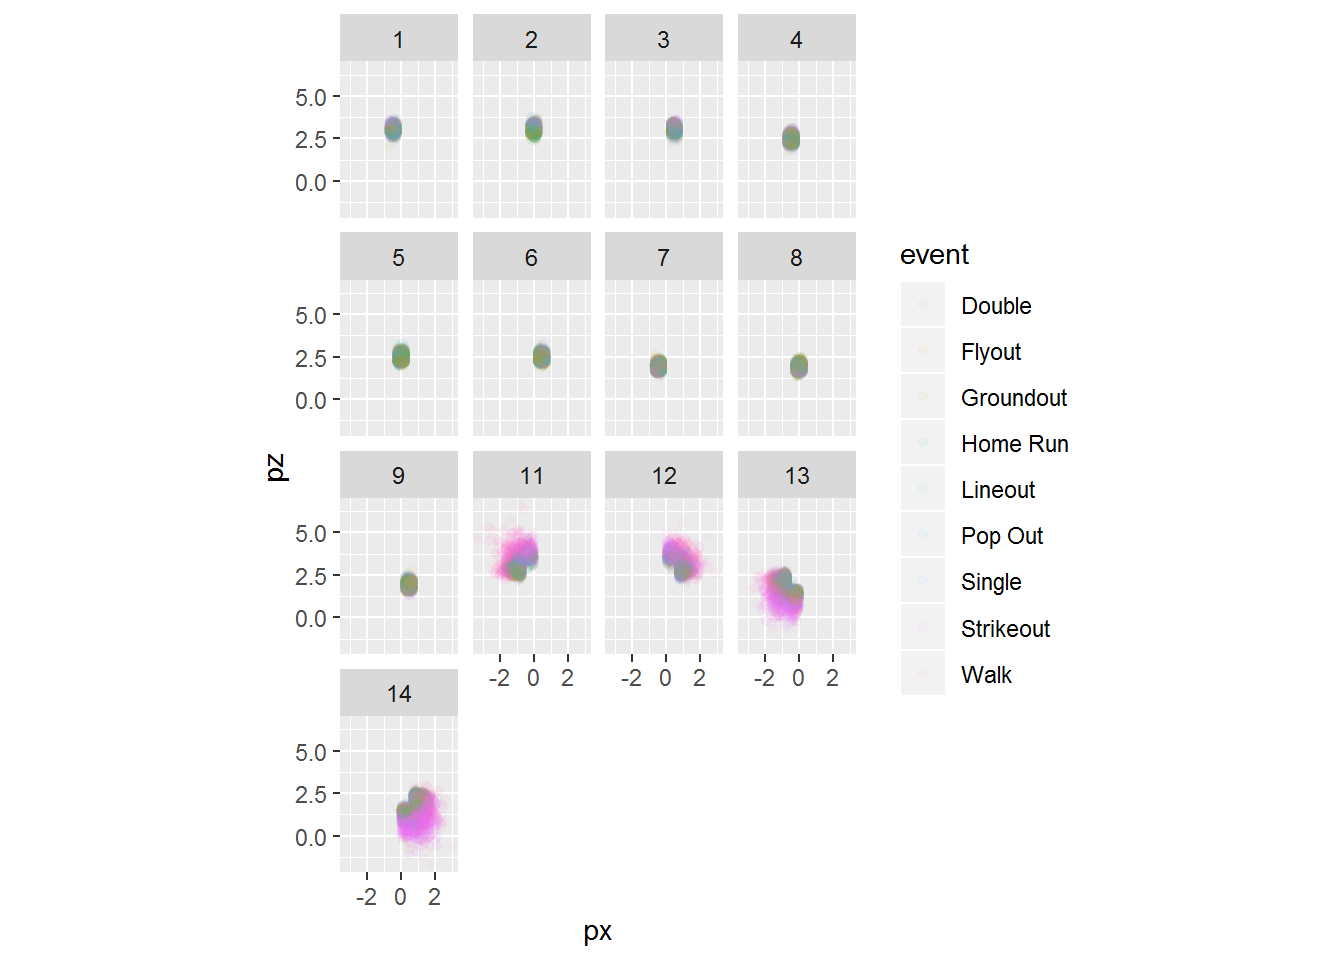 1 2 3 4
5.0
2.5
0.0
5 6 7 8
5.0
2.5
0.0
9 11 12 13
5.0
2.5
0.0
-2 0 2 -2 0 2 -2 0 2
14
5.0
2.5
0.0
-2 0 2
px
pz
event
Double
Flyout
Groundout
Home Run
Lineout
Pop Out
Single
Strikeout
Walk